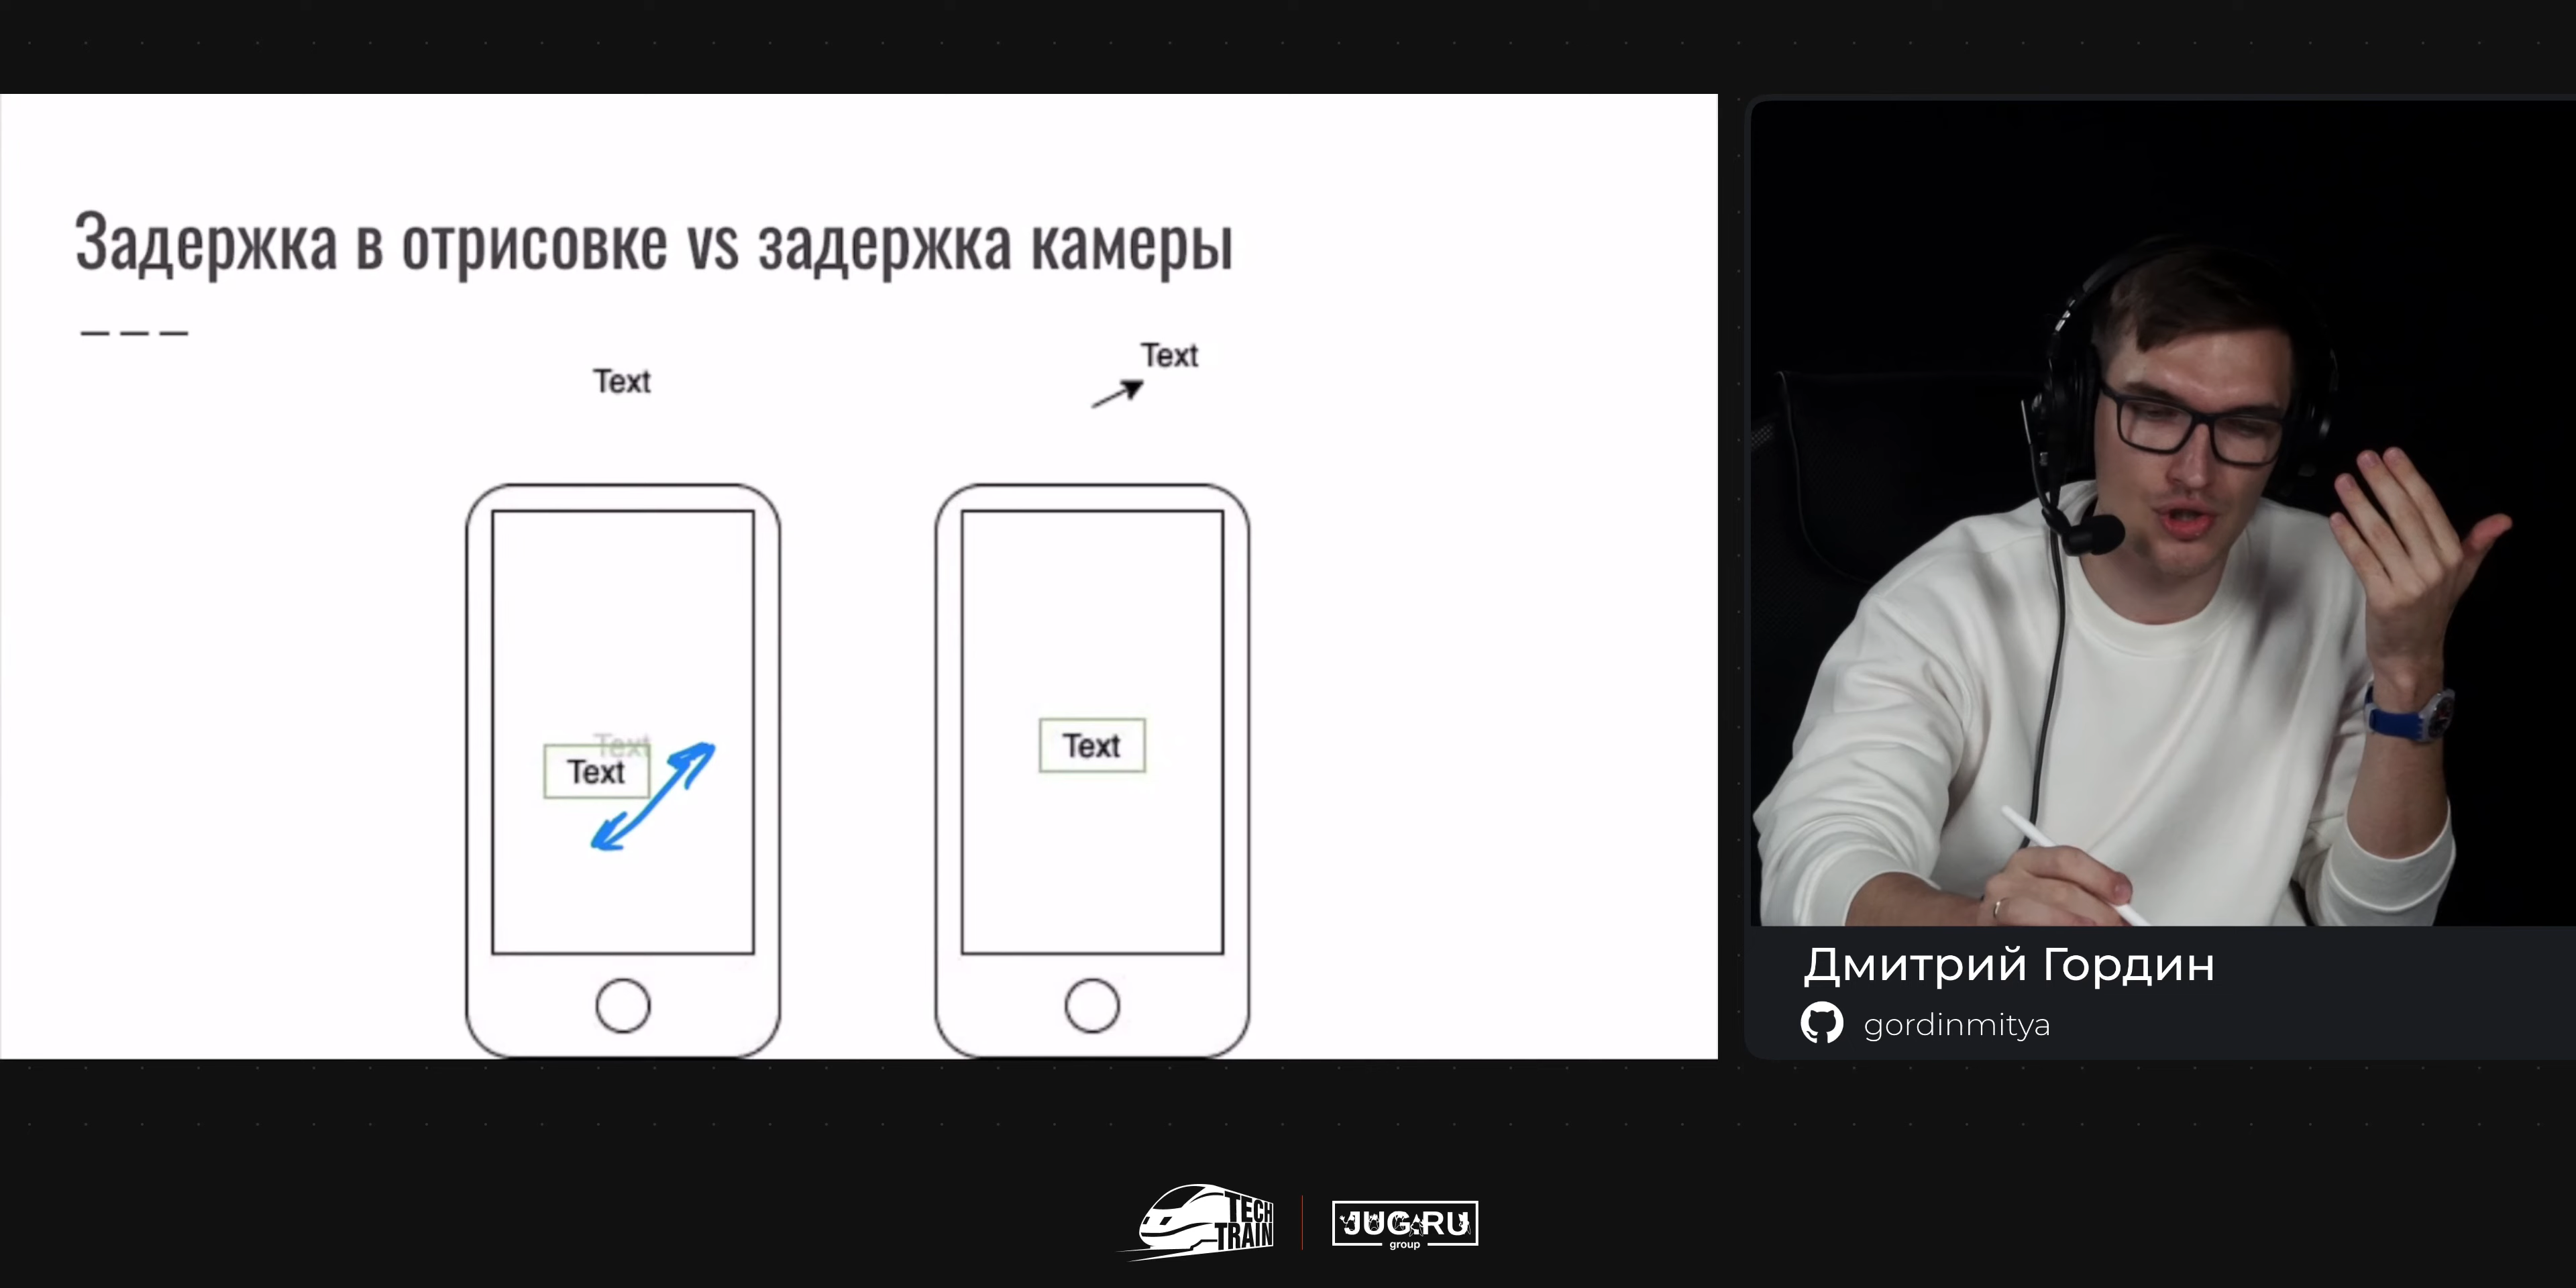 Задержка в отрисовке vs задержка камеры
Text
Text
Text
Text
Text
Дмитрий Гордин
gordinmitya
TECH
TRAIN
JUG.RU
group